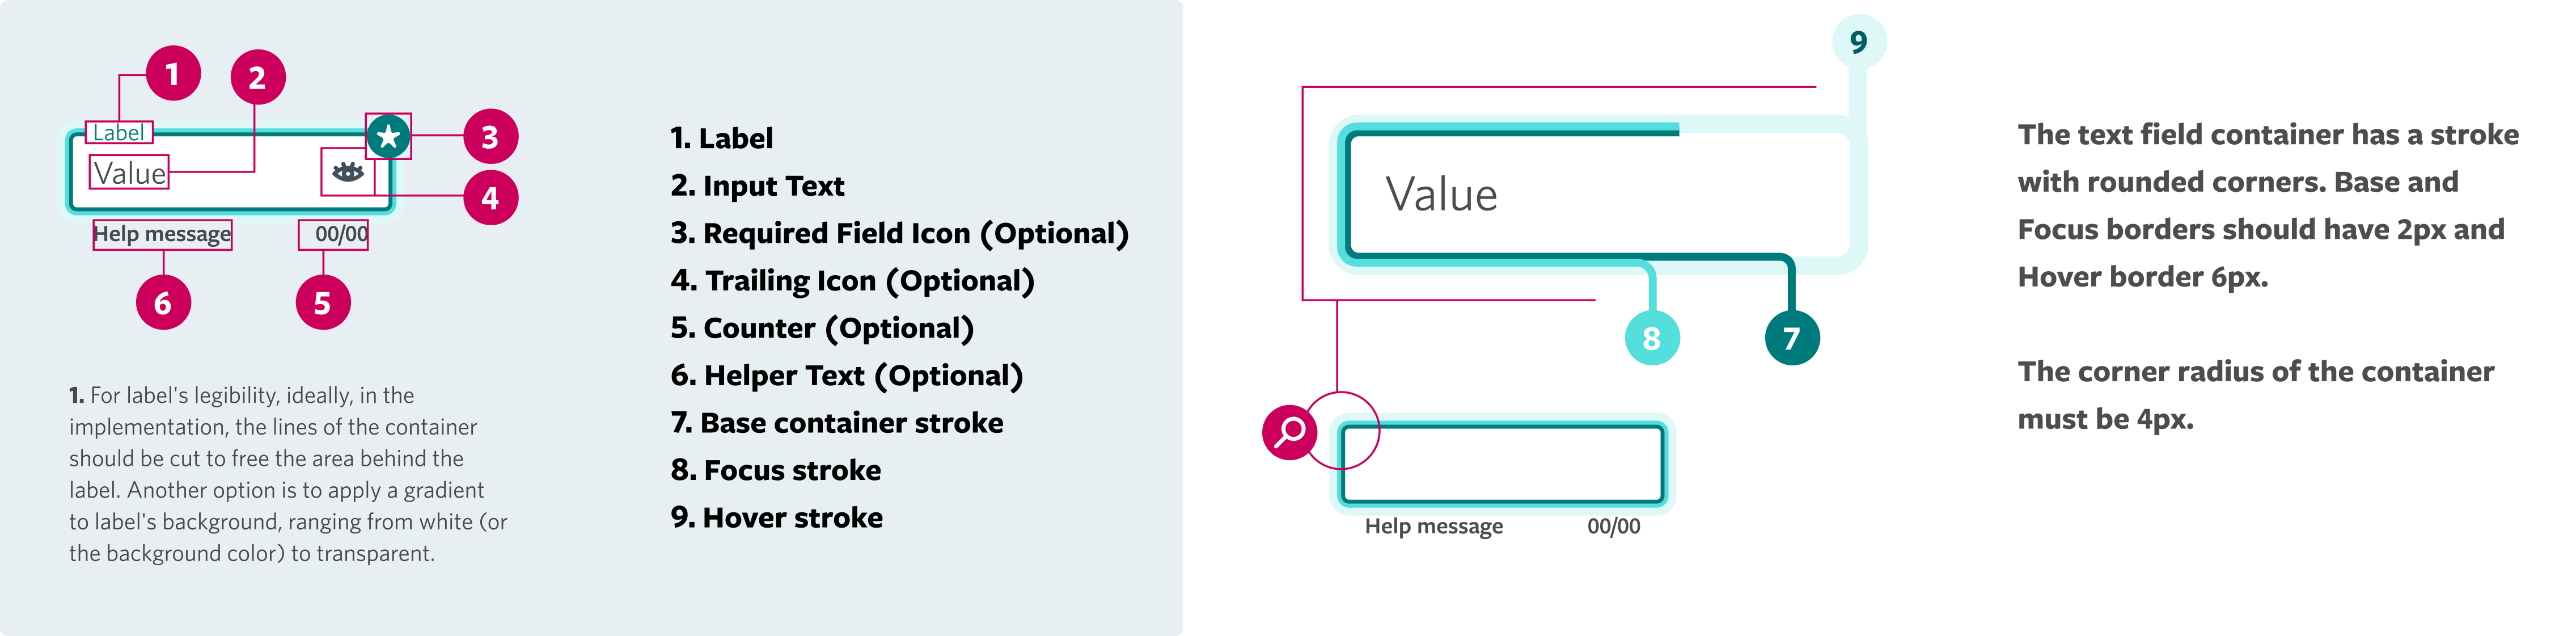 1
2
Label
3
Value
4
Help message
00/00
6
5
1. For label's legibility, ideally, in the
implementation, the lines of the container
should be cut to free the area behind the
label. Another option is to apply a gradient
to label's background, ranging from white (or
the background color) to transparent.
1. Label
2. Input Text
3. Required Field Icon (Optional)
4. Trailing Icon (Optional)
5. Counter (Optional)
6. Helper Text (Optional)
7. Base container stroke
8. Focus stroke
9. Hover stroke
9
Value
8
7
Help message
00/00
The text field container has a stroke
with rounded corners. Base and
Focus borders should have 2px and
Hover border 6px.
The corner radius of the container
must be 4px.